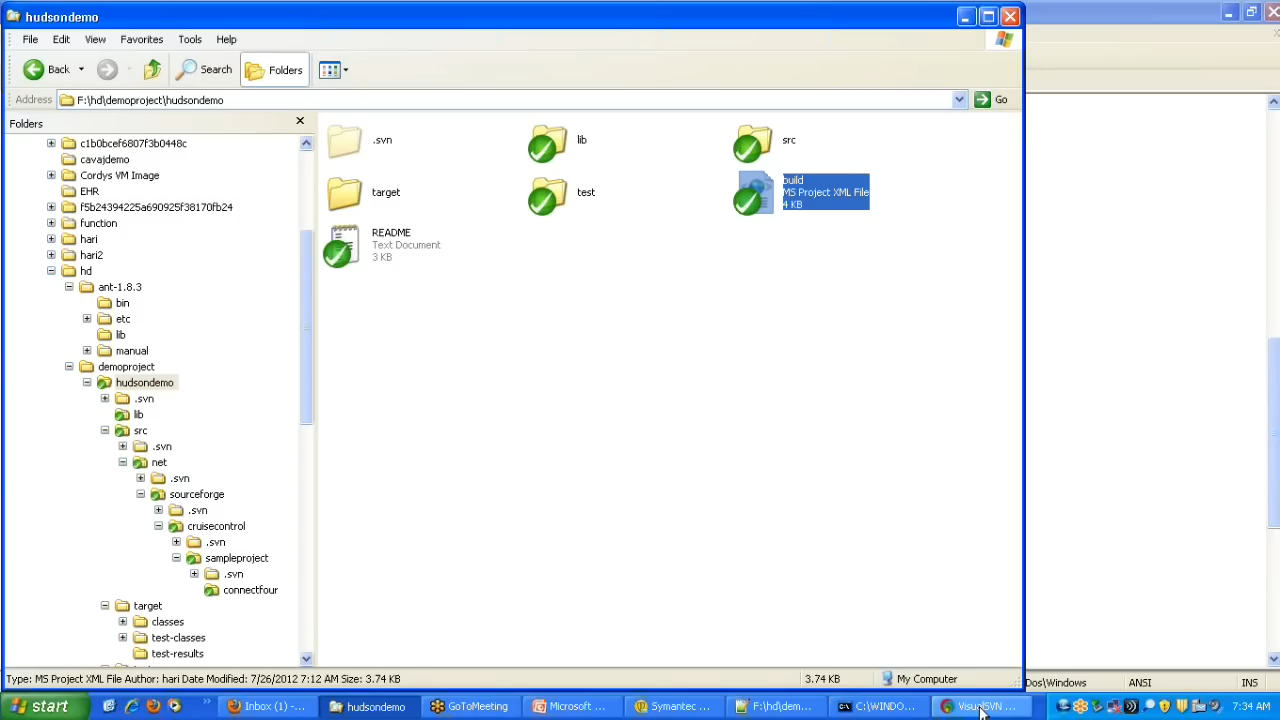 hudsondemo
File Edit View Favorites Tools Help
Back Search Folders
Address F:\hd\demoproject\hudsondemo Go
Folders
c1b0bcef6807f3b0448c
cavajdemo
Cordys VM Image
EHR
f5b24394225a690925f38170fb24
function
hari
hari2
hd
ant-1.8.3
bin
etc
lib
manual
demoproject
hudsondemo
.svn
lib
src
.svn
net
.svn
sourceforge
.svn
cruisecontrol
.svn
sampleproject
.svn
connectfour
target
classes
test-classes
test-results
.svn lib src
target test build
MS Project XML File
4 KB
README
Text Document
3 KB
Type: MS Project XML File Author: hari Date Modified: 7/26/2012 7:12 AM Size: 3.74 KB 3.74 KB My Computer
Dos\Windows ANSI INS
start Inbox (1) -... hudsondemo GoToMeeting Microsoft ... Symantec ... F:\hd\dem... C:\WINDO... VisualSVN ... 7:34 AM